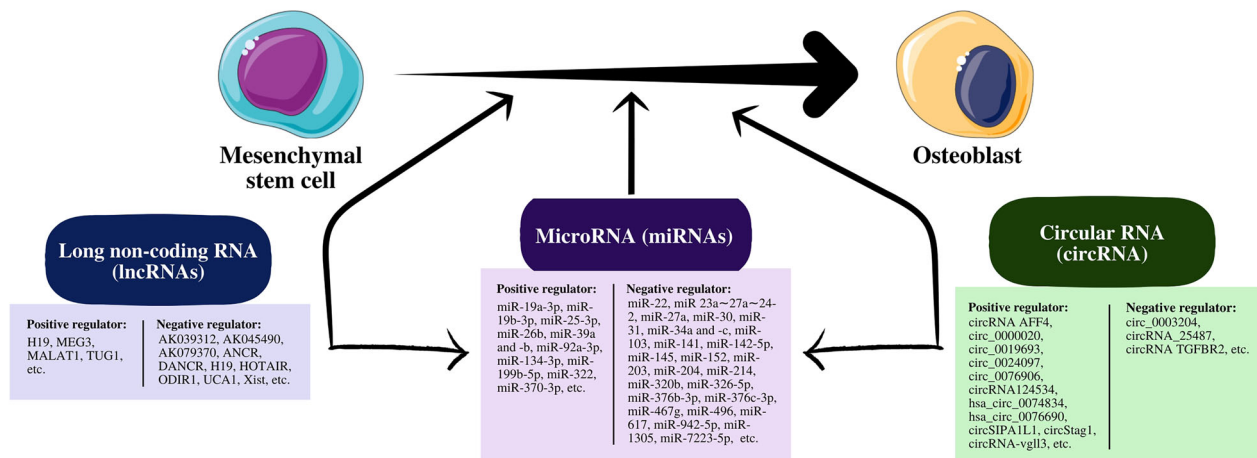 Mesenchymal
stem cell
Osteoblast
Long non-coding RNA
(lncRNAs)
Positive regulator:
H19, MEG3,
MALAT1, TUG1,
etc.
Negative regulator:
AK039312, AK045490,
AK079370, ANCR,
DANCR, H19, HOTAIR,
ODIR1, UCA1, Xist, etc.
MicroRNA (miRNAs)
Positive regulator:
miR-19a-3p, miR-
19b-3p, miR-25-3p,
miR-26b, miR-39a
and -b, miR-92a-3p,
miR-134-3p, miR-
199b-5p, miR-322,
miR-370-3p, etc.
Negative regulator:
miR-22, miR 23a~27a~24-
2, miR-27a, miR-30, miR-
31, miR-34a and -c, miR-
103, miR-141, miR-142-5p,
miR-145, miR-152, miR-
203, miR-204, miR-214,
miR-320b, miR-326-5p,
miR-376b-3p, miR-376c-3p,
miR-467g, miR-496, miR-
617, miR-942-5p, miR-
1305, miR-7223-5p, etc.
Circular RNA
(circRNA)
Positive regulator:
circRNA AFF4,
circ_0000020,
circ_0019693,
circ_0024097,
circ_0076906,
circRNA124534,
hsa_circ_0074834,
hsa_circ_0076690,
circSIPA1L1, circStag1,
circRNA-vgll3, etc.
Negative regulator:
circ_0003204,
circRNA_25487,
circRNA TGFBR2, etc.